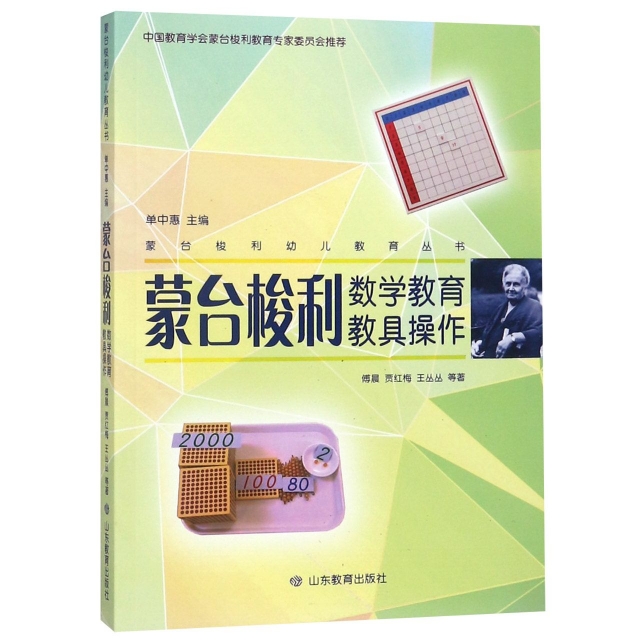 中国教育学会蒙台梭利教育专家委员会推荐
单中惠 主编
蒙台梭利幼儿教育丛书
蒙台梭利 数学教育
教具操作
傅晨 贾红梅 王丛丛 等著
2000
2
100
80
山东教育出版社
蒙台梭利幼儿教育丛书
单中惠 主编
蒙台梭利
数学教育
教具操作
傅晨 贾红梅 王丛丛 等著
山东教育出版社